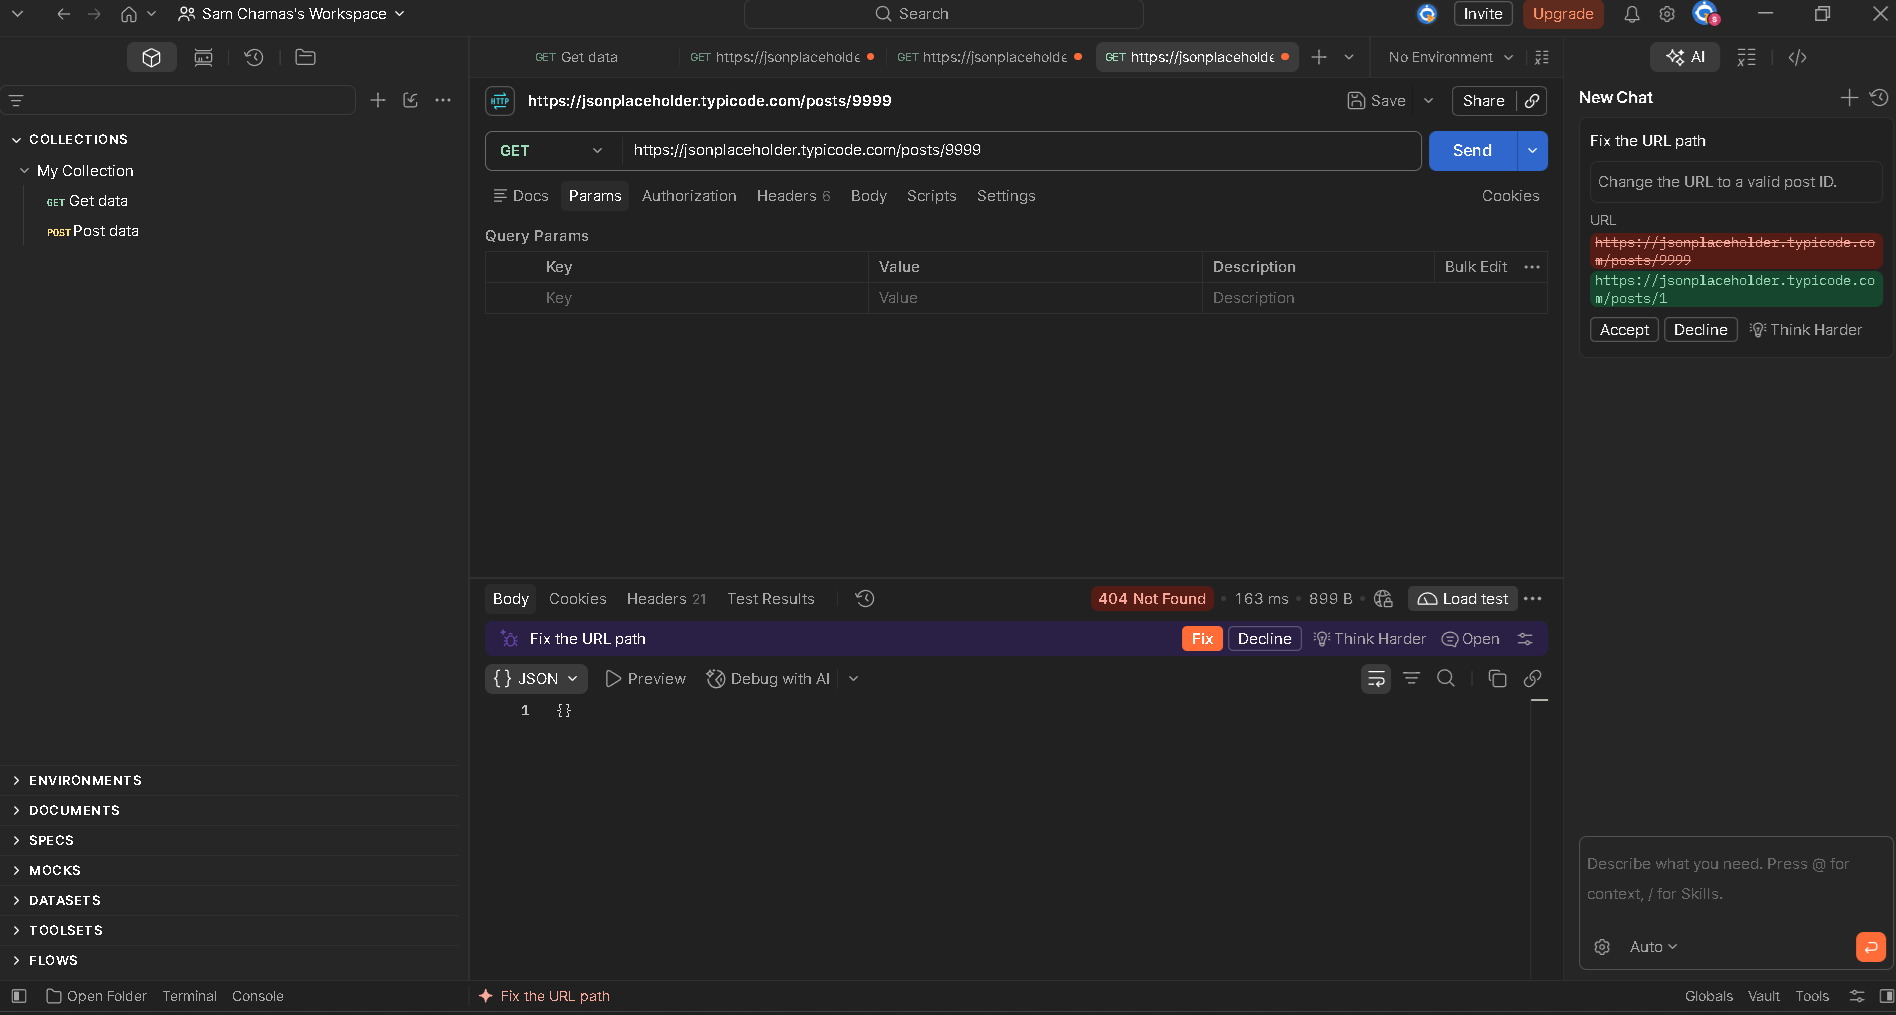 Sam Chamas's Workspace
Search
Invite
Upgrade
GET Get data
GET https://jsonplaceholde
GET https://jsonplaceholde
GET https://jsonplaceholde
No Environment
AI
COLLECTIONS
My Collection
GET Get data
POST Post data
ENVIRONMENTS
DOCUMENTS
SPECS
MOCKS
DATASETS
TOOLSETS
FLOWS
HTTP https://jsonplaceholder.typicode.com/posts/9999
Save
Share
GET
https://jsonplaceholder.typicode.com/posts/9999
Send
Docs Params Authorization Headers 6 Body Scripts Settings Cookies
Query Params
Key Value Description Bulk Edit
Key Value Description
Body Cookies Headers 21 Test Results 404 Not Found • 163 ms • 899 B • Load test
Fix the URL path Fix Decline Think Harder Open
{} JSON Preview Debug with AI
1 {}
New Chat
Fix the URL path
Change the URL to a valid post ID.
URL
https://jsonplaceholder.typicode.co
m/posts/9999
https://jsonplaceholder.typicode.co
m/posts/1
Accept Decline Think Harder
Describe what you need. Press @ for
context, / for Skills.
Auto
Open Folder Terminal Console
Fix the URL path
Globals Vault Tools